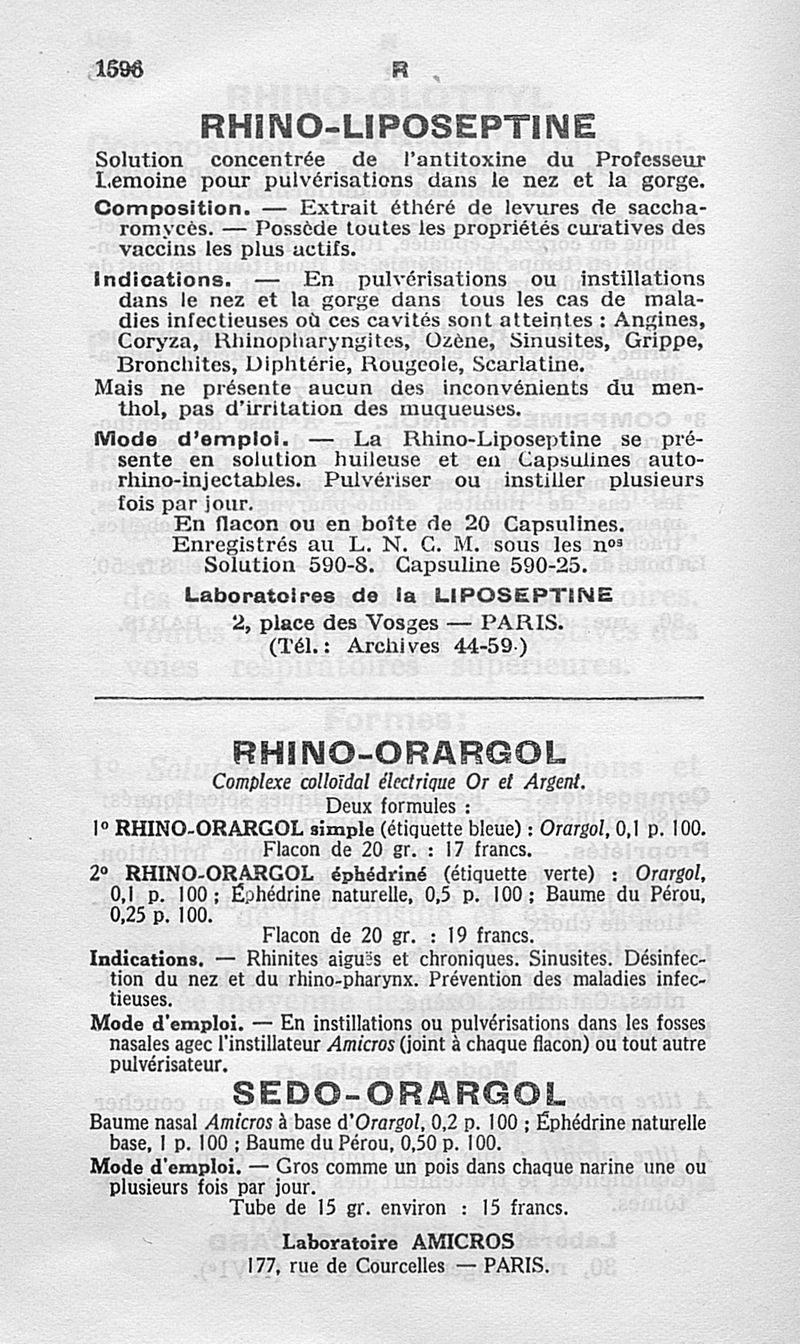 1596
R
RHINO-LIPOSEPTINE
Solution concentrée de l'antitoxine du Professeur
Lemoine pour pulvérisations dans le nez et la gorge.
Composition. — Extrait éthéré de levures de saccha-
romycès. — Possède toutes les propriétés curatives des
vaccins les plus actifs.
Indications. — En pulvérisations ou instillations
dans le nez et la gorge dans tous les cas de mala-
dies infectieuses où ces cavités sont atteintes : Angines,
Coryza, Rhinopharyngites, Ozène, Sinusites, Grippe,
Bronchites, Diphtérie, Rougeole, Scarlatine.
Mais ne présente aucun des inconvénients du men-
thol, pas d'irritation des muqueuses.
Mode d'emploi. — La Rhino-Liposeptine se pré-
sente en solution huileuse et en Capsulines auto-
rhino-injectables. Pulvériser ou instiller plusieurs
fois par jour.
En flacon ou en boîte de 20 Capsulines.
Enregistrés au L. N. C. M. sous les nos
Solution 590-8. Capsuline 590-25.
Laboratoires de la LIPOSEPTINE
2, place des Vosges — PARIS.
(Tél. : Archives 44-59.)
RHINO-ORARGOL
Complexe colloïdal électrique Or et Argent.
Deux formules :
1º RHINO-ORARGOL simple (étiquette bleue) : Orargol, 0,1 p. 100.
Flacon de 20 gr. : 17 francs.
2º RHINO-ORARGOL éphédriné (étiquette verte) : Orargol,
0,1 p. 100 ; Éphédrine naturelle, 0,5 p. 100 ; Baume du Pérou,
0,25 p. 100.
Flacon de 20 gr. : 19 francs.
Indications. — Rhinites aiguës et chroniques. Sinusites. Désinfec-
tion du nez et du rhino-pharynx. Prévention des maladies infec-
tieuses.
Mode d'emploi. — En instillations ou pulvérisations dans les fosses
nasales agec l'instillateur Amicros (joint à chaque flacon) ou tout autre
pulvérisateur.
SEDO-ORARGOL
Baume nasal Amicros à base d'Orargol, 0,2 p. 100 ; Éphédrine naturelle
base, 1 p. 100 ; Baume du Pérou, 0,50 p. 100.
Mode d'emploi. — Gros comme un pois dans chaque narine une ou
plusieurs fois par jour.
Tube de 15 gr. environ : 15 francs.
Laboratoire AMICROS
177, rue de Courcelles — PARIS.